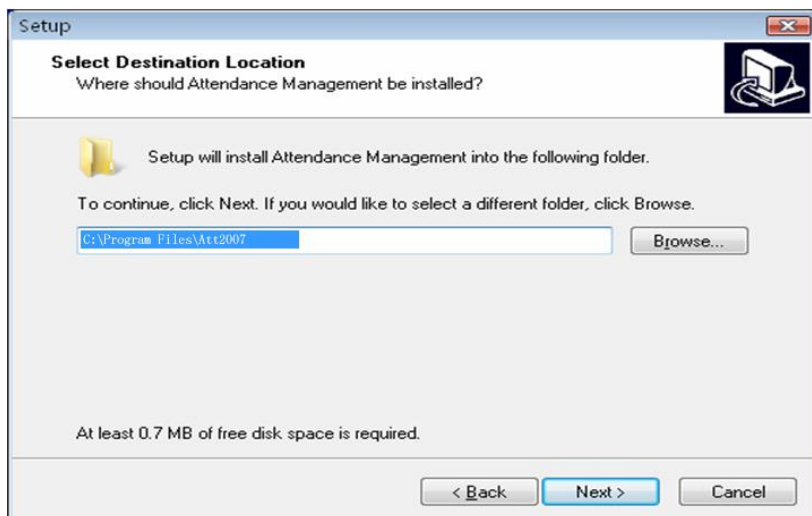 Setup
Select Destination Location
Where should Attendance Management be installed?
Setup will install Attendance Management into the following folder.
To continue, click Next. If you would like to select a different folder, click Browse.
C:\Program Files\Att2007
Browse...
At least 0.7 MB of free disk space is required.
< Back
Next >
Cancel